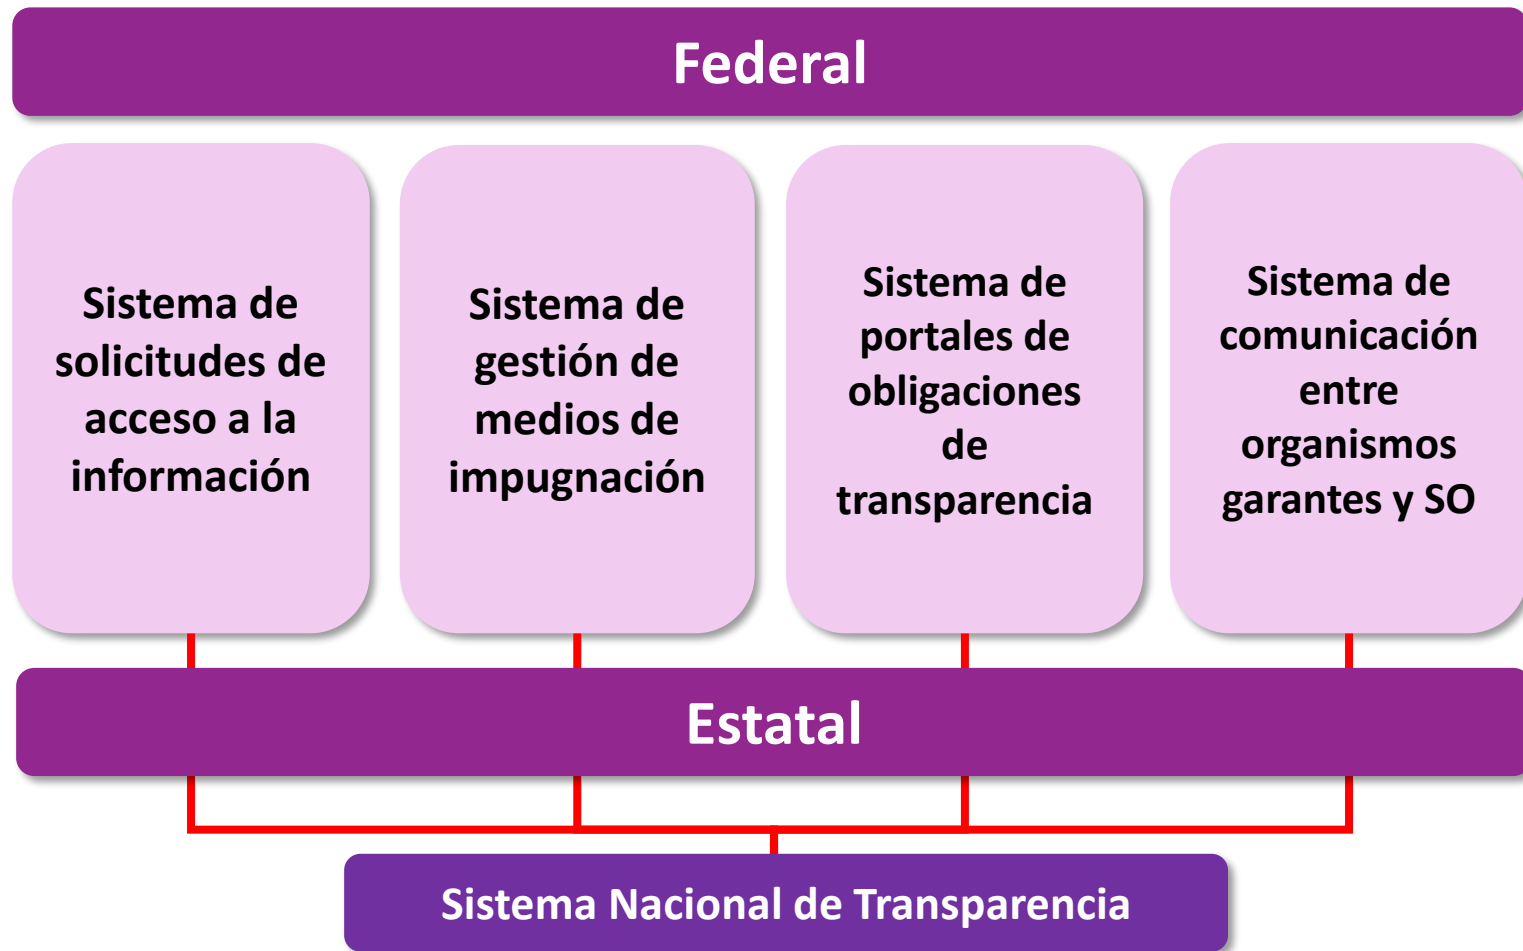 Federal
Sistema de
solicitudes de
acceso a la
información
Sistema de
gestión de
medios de
impugnación
Sistema de
portales de
obligaciones
de
transparencia
Sistema de
comunicación
entre
organismos
garantes y SO
Estatal
Sistema Nacional de Transparencia